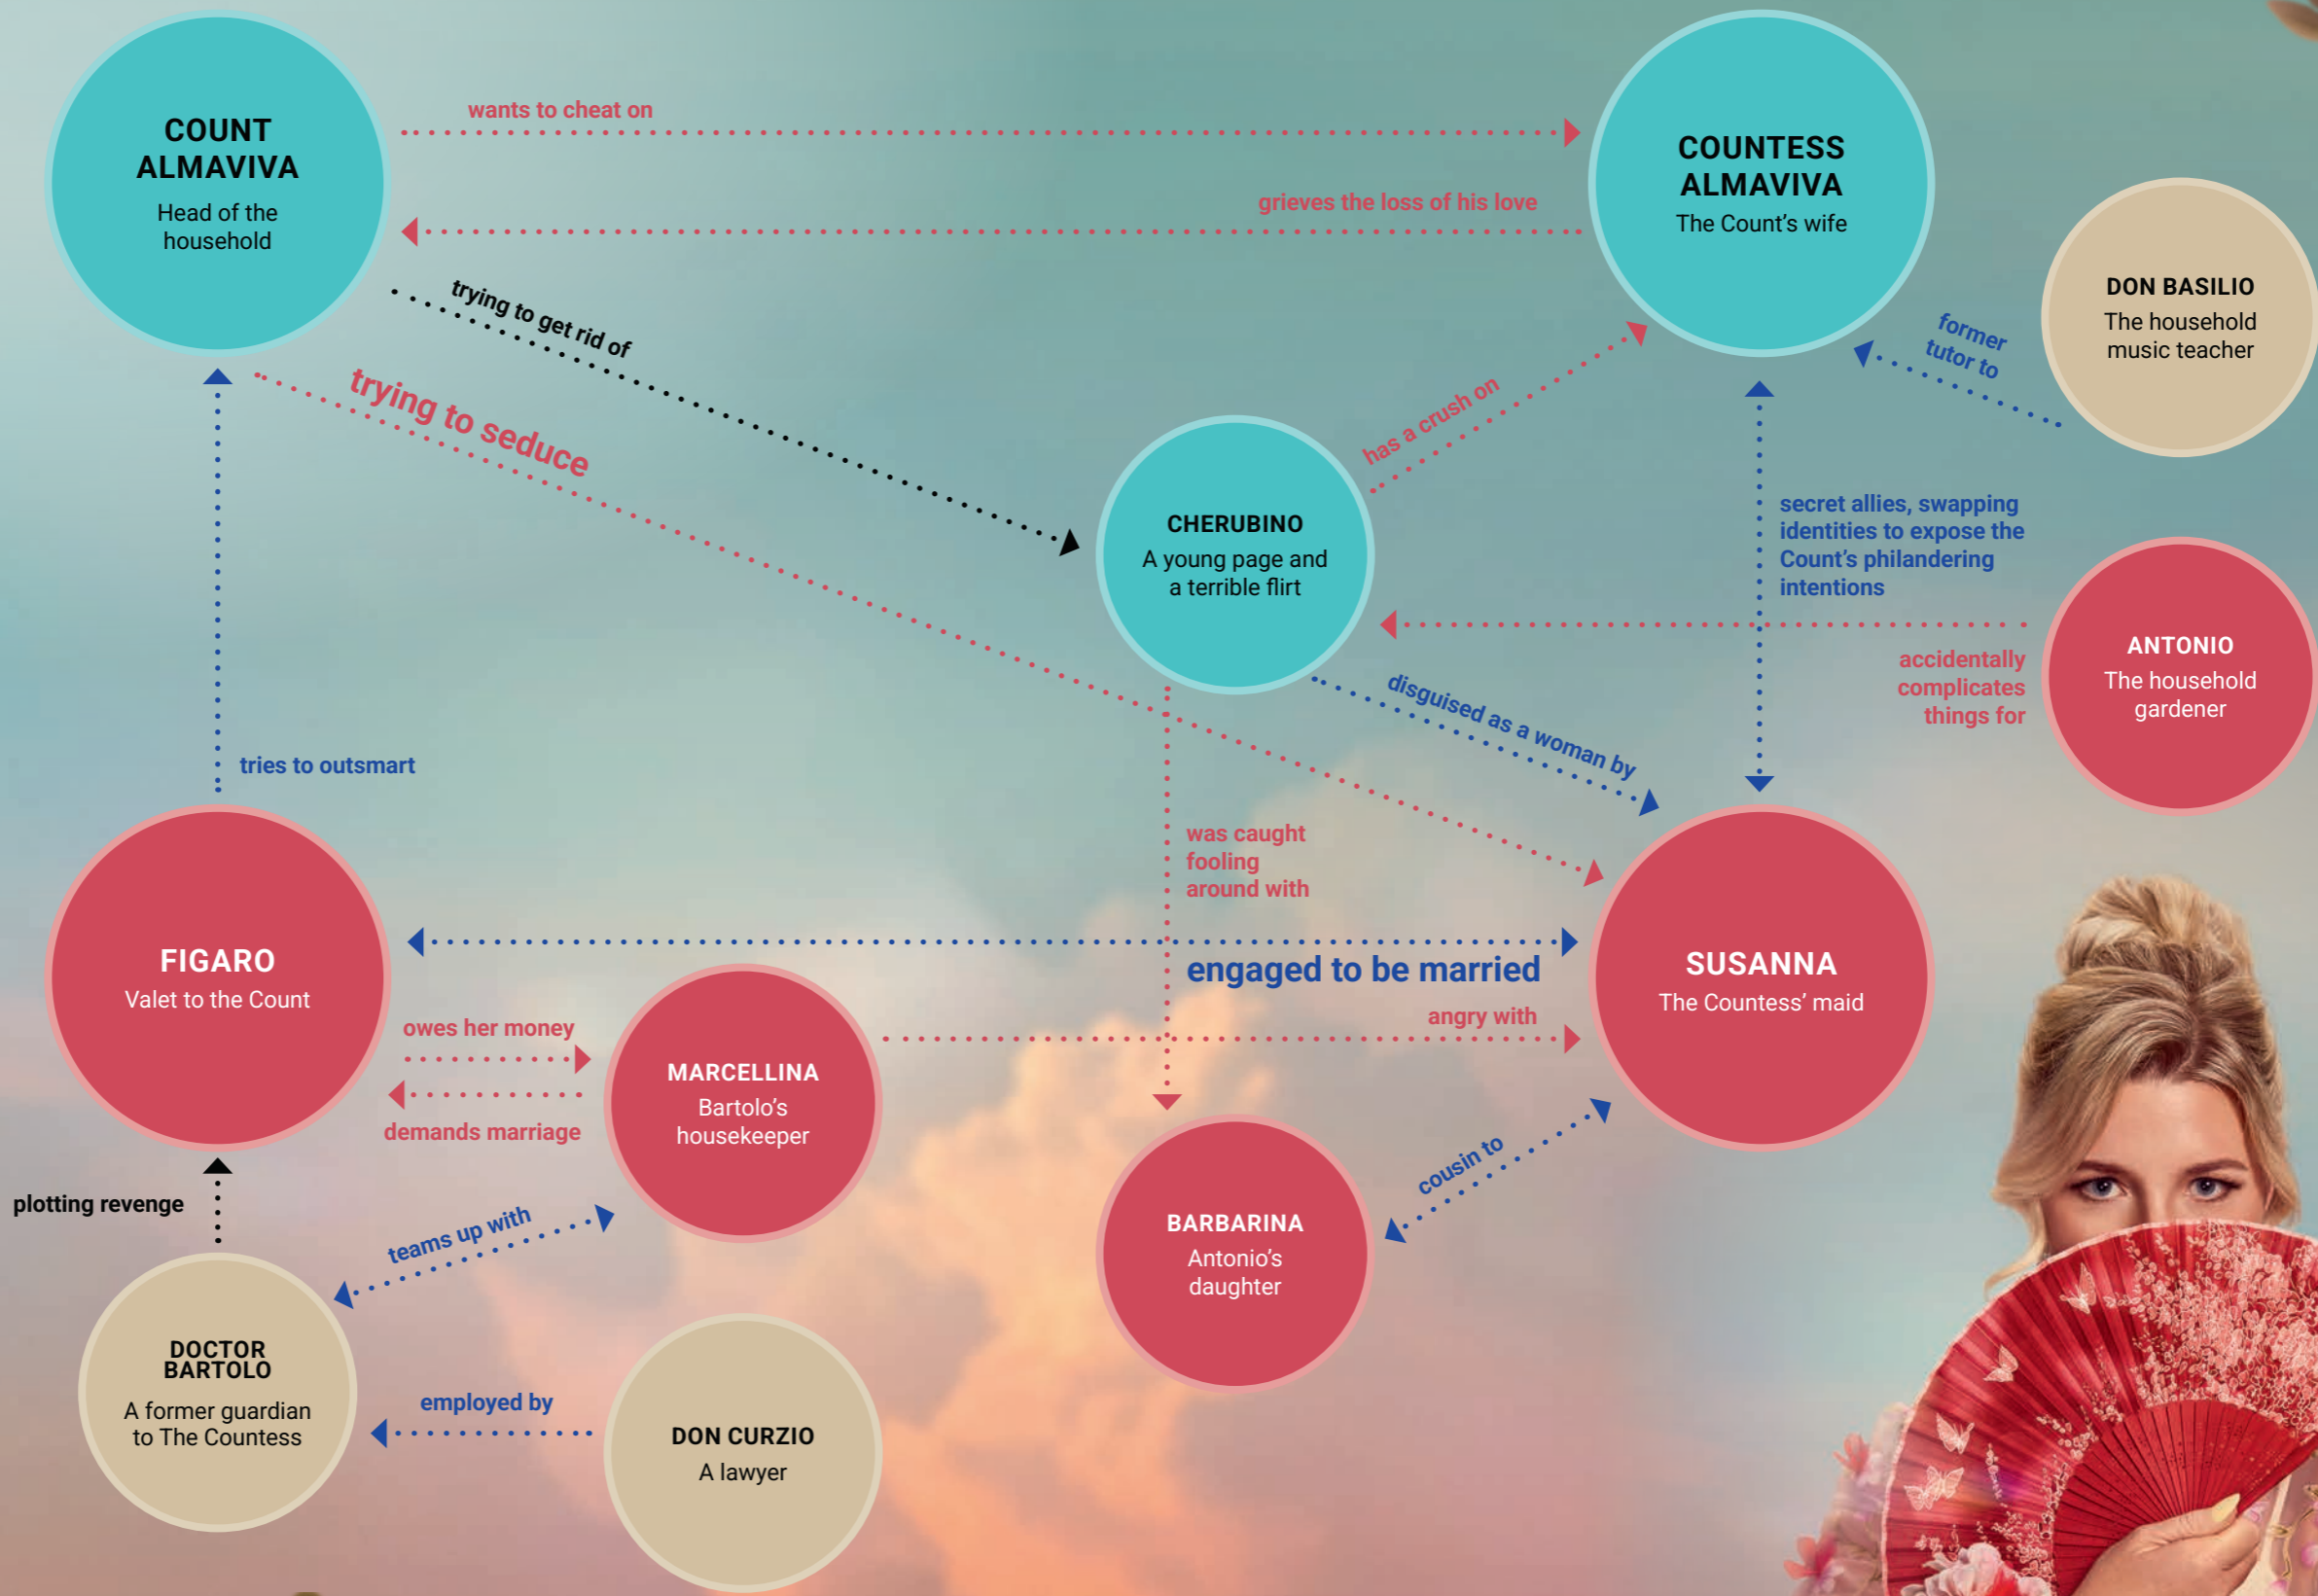 COUNT
ALMAVIVA
Head of the
household
wants to cheat on
grieves the loss of his love
COUNTESS
ALMAVIVA
The Count's wife
DON BASILIO
The household
music teacher
former
tutor to
trying to get rid of
trying to seduce
has a crush on
CHERUBINO
A young page and
a terrible flirt
secret allies, swapping
identities to expose the
Count's philandering
intentions
ANTONIO
The household
gardener
accidentally
complicates
things for
disguised as a woman by
tries to outsmart
was caught
fooling
around with
FIGARO
Valet to the Count
engaged to be married
SUSANNA
The Countess' maid
owes her money
angry with
MARCELLINA
Bartolo's
housekeeper
demands marriage
cousin to
plotting revenge
teams up with
BARBARINA
Antonio's
daughter
DOCTOR
BARTOLO
A former guardian
to The Countess
employed by
DON CURZIO
A lawyer